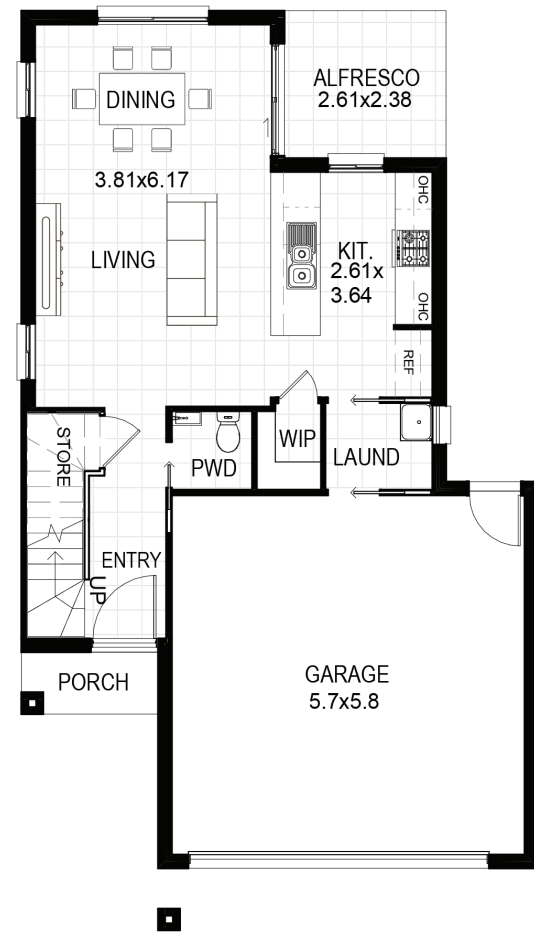 ALFRESCO
2.61x2.38
DINING
3.81x6.17
OHC
LIVING
KIT.
2.61x
3.64
OHC
REF
STORE
PWD
WIP
LAUND
ENTRY
UP
PORCH
GARAGE
5.7x5.8